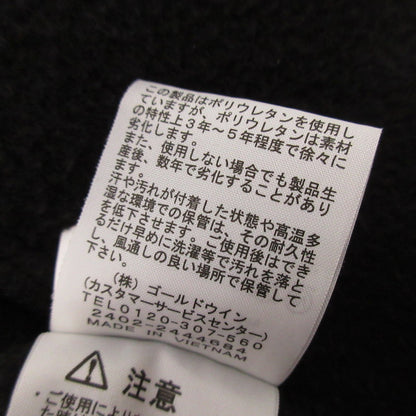 この製品はポリウレタンを使用し
ていますが、ポリウレタンは素材
の特性上3年〜5年程度で徐々に
劣化します。
また、使用しない場合でも製品生
産後、数年で劣化することがあり
ます。
汗や汚れが付着した状態や高温多
湿な環境での保管は、その耐久性
を低下させます。ご使用後はでき
るだけ早めに洗濯等で汚れを落と
し、風通しの良い場所で保管して
下さい。
(株) ゴールドウイン
(カスタマーサービスセンター)
TEL0120-307-560
2402-2444684
MADE IN VIETNAM
注意
・ご使用により